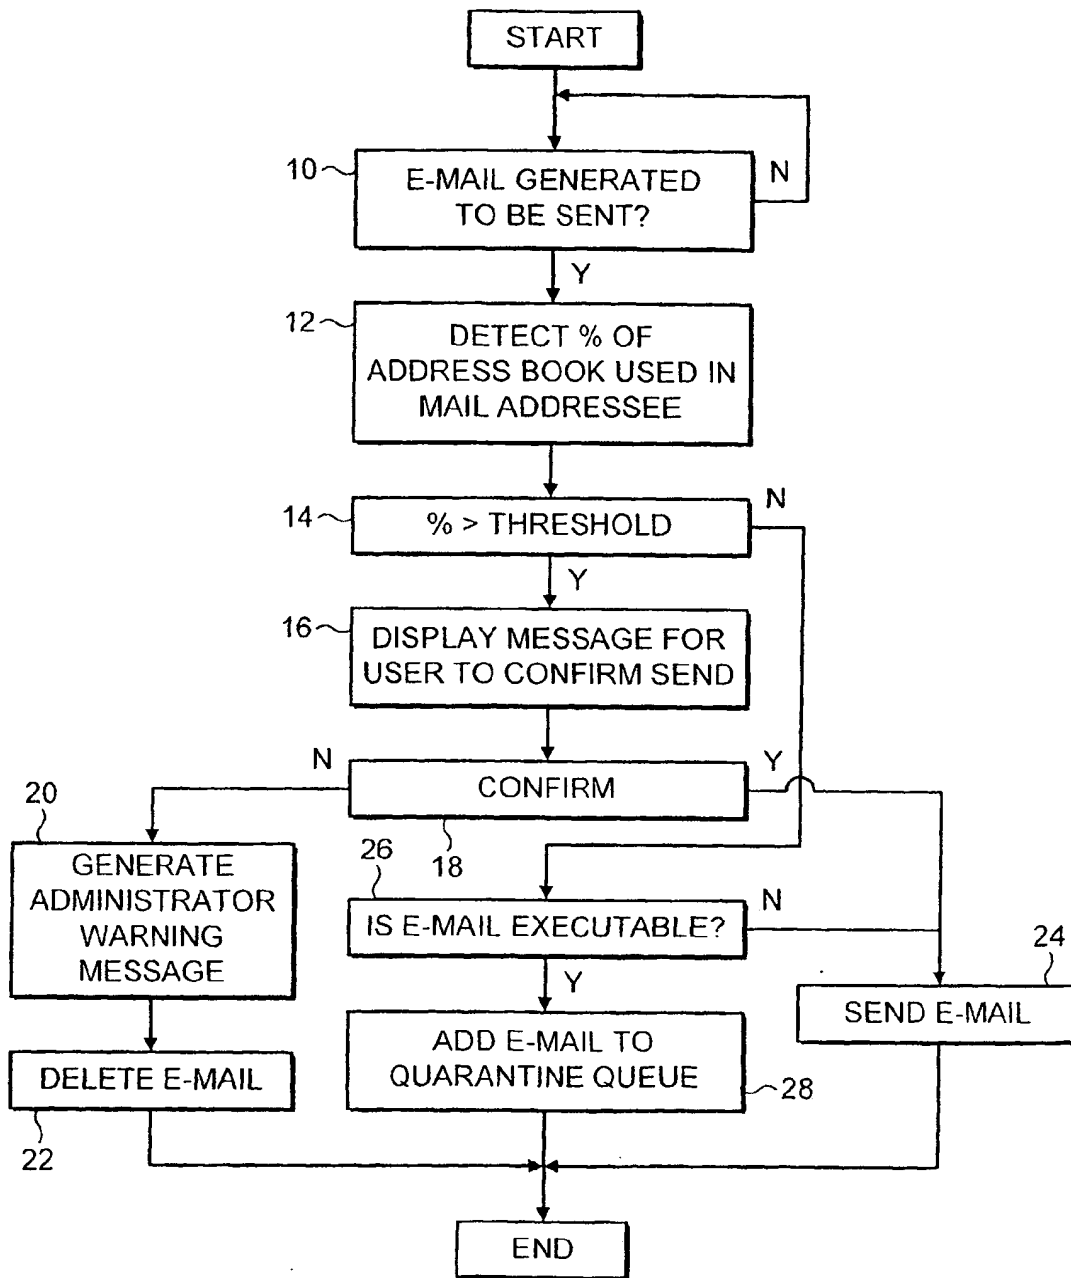 START
10
E-MAIL GENERATED
TO BE SENT?
N
Y
12
DETECT % OF
ADDRESS BOOK USED IN
MAIL ADDRESSEE
14
% > THRESHOLD
N
Y
16
DISPLAY MESSAGE FOR
USER TO CONFIRM SEND
N
CONFIRM
Y
18
20
GENERATE
ADMINISTRATOR
WARNING
MESSAGE
26
IS E-MAIL EXECUTABLE?
N
Y
24
SEND E-MAIL
DELETE E-MAIL
22
ADD E-MAIL TO
QUARANTINE QUEUE
28
END